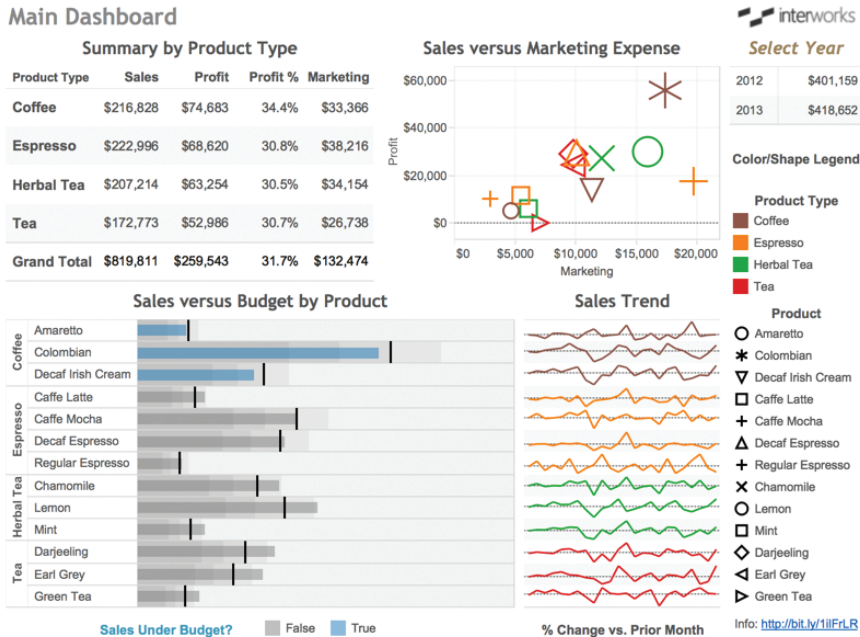 Main Dashboard
interworks
Summary by Product Type
Product Type Sales Profit Profit % Marketing
Coffee $216,828 $74,683 34.4% $33,366
Espresso $222,996 $68,620 30.8% $38,216
Herbal Tea $207,214 $63,254 30.5% $34,154
Tea $172,773 $52,986 30.7% $26,738
Grand Total $819,811 $259,543 31.7% $132,474
Sales versus Marketing Expense
Profit
$60,000
$40,000
$20,000
$0
$0 $5,000 $10,000 $15,000 $20,000
Marketing
Select Year
2012 $401,159
2013 $418,652
Color/Shape Legend
Product Type
Coffee
Espresso
Herbal Tea
Tea
Product
Amaretto
Colombian
Decaf Irish Cream
Caffe Latte
Caffe Mocha
Decaf Espresso
Regular Espresso
Chamomile
Lemon
Mint
Darjeeling
Earl Grey
Green Tea
Info: http://bit.ly/1ilFrLR
Sales versus Budget by Product
Coffee
Amaretto
Colombian
Decaf Irish Cream
Espresso
Caffe Latte
Caffe Mocha
Decaf Espresso
Regular Espresso
Herbal Tea
Chamomile
Lemon
Mint
Tea
Darjeeling
Earl Grey
Green Tea
Sales Under Budget? False True
Sales Trend
% Change vs. Prior Month